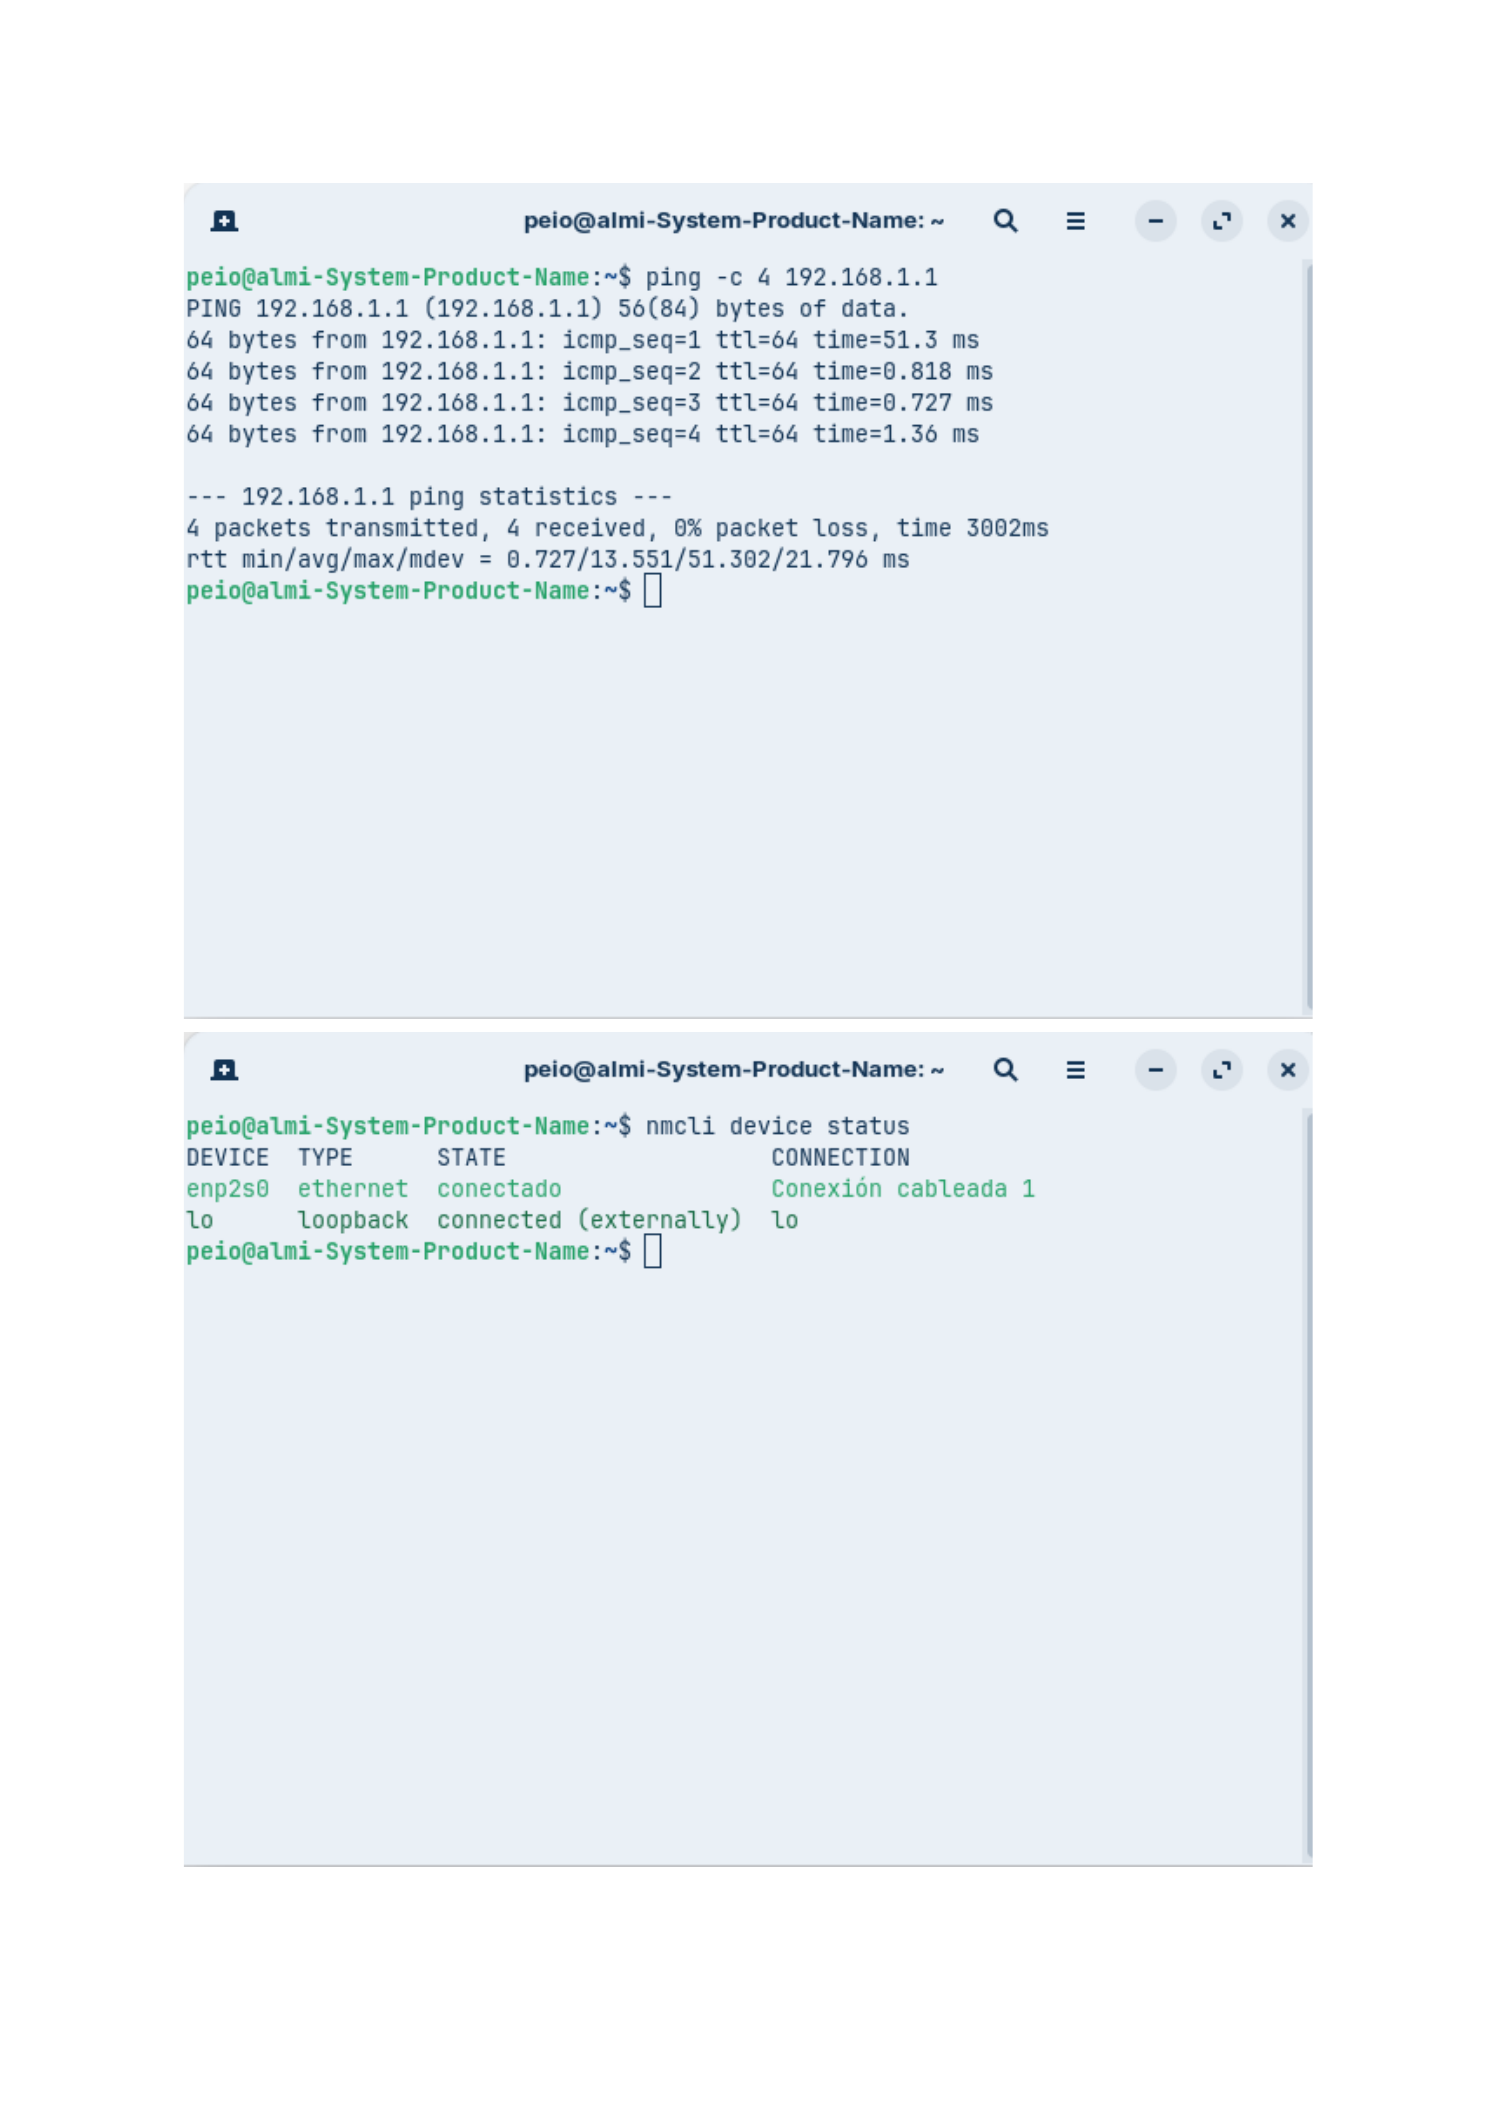 peio@almi-System-Product-Name: ~
peio@almi-System-Product-Name:~$ ping -c 4 192.168.1.1
PING 192.168.1.1 (192.168.1.1) 56(84) bytes of data.
64 bytes from 192.168.1.1: icmp_seq=1 ttl=64 time=51.3 ms
64 bytes from 192.168.1.1: icmp_seq=2 ttl=64 time=0.818 ms
64 bytes from 192.168.1.1: icmp_seq=3 ttl=64 time=0.727 ms
64 bytes from 192.168.1.1: icmp_seq=4 ttl=64 time=1.36 ms
--- 192.168.1.1 ping statistics ---
4 packets transmitted, 4 received, 0% packet loss, time 3002ms
rtt min/avg/max/mdev = 0.727/13.551/51.302/21.796 ms
peio@almi-System-Product-Name:~$
peio@almi-System-Product-Name: ~
peio@almi-System-Product-Name:~$ nmcli device status
DEVICE  TYPE      STATE                   CONNECTION
enp2s0  ethernet  conectado               Conexión cableada 1
lo      loopback  connected (externally)  lo
peio@almi-System-Product-Name:~$